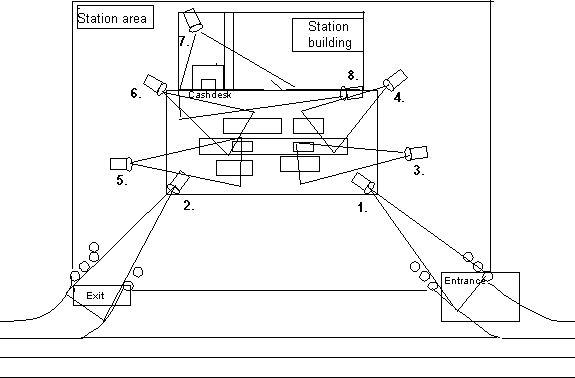 Station area
Station
building
7.
6.
8.
4.
Cashdesk
5.
3.
2.
1.
Exit
Entrance